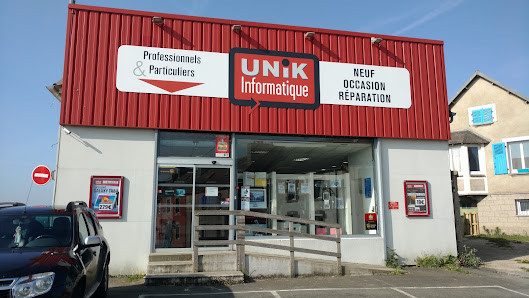 Professionnels
& Particuliers
UNiK
Informatique
NEUF
OCCASION
RÉPARATION